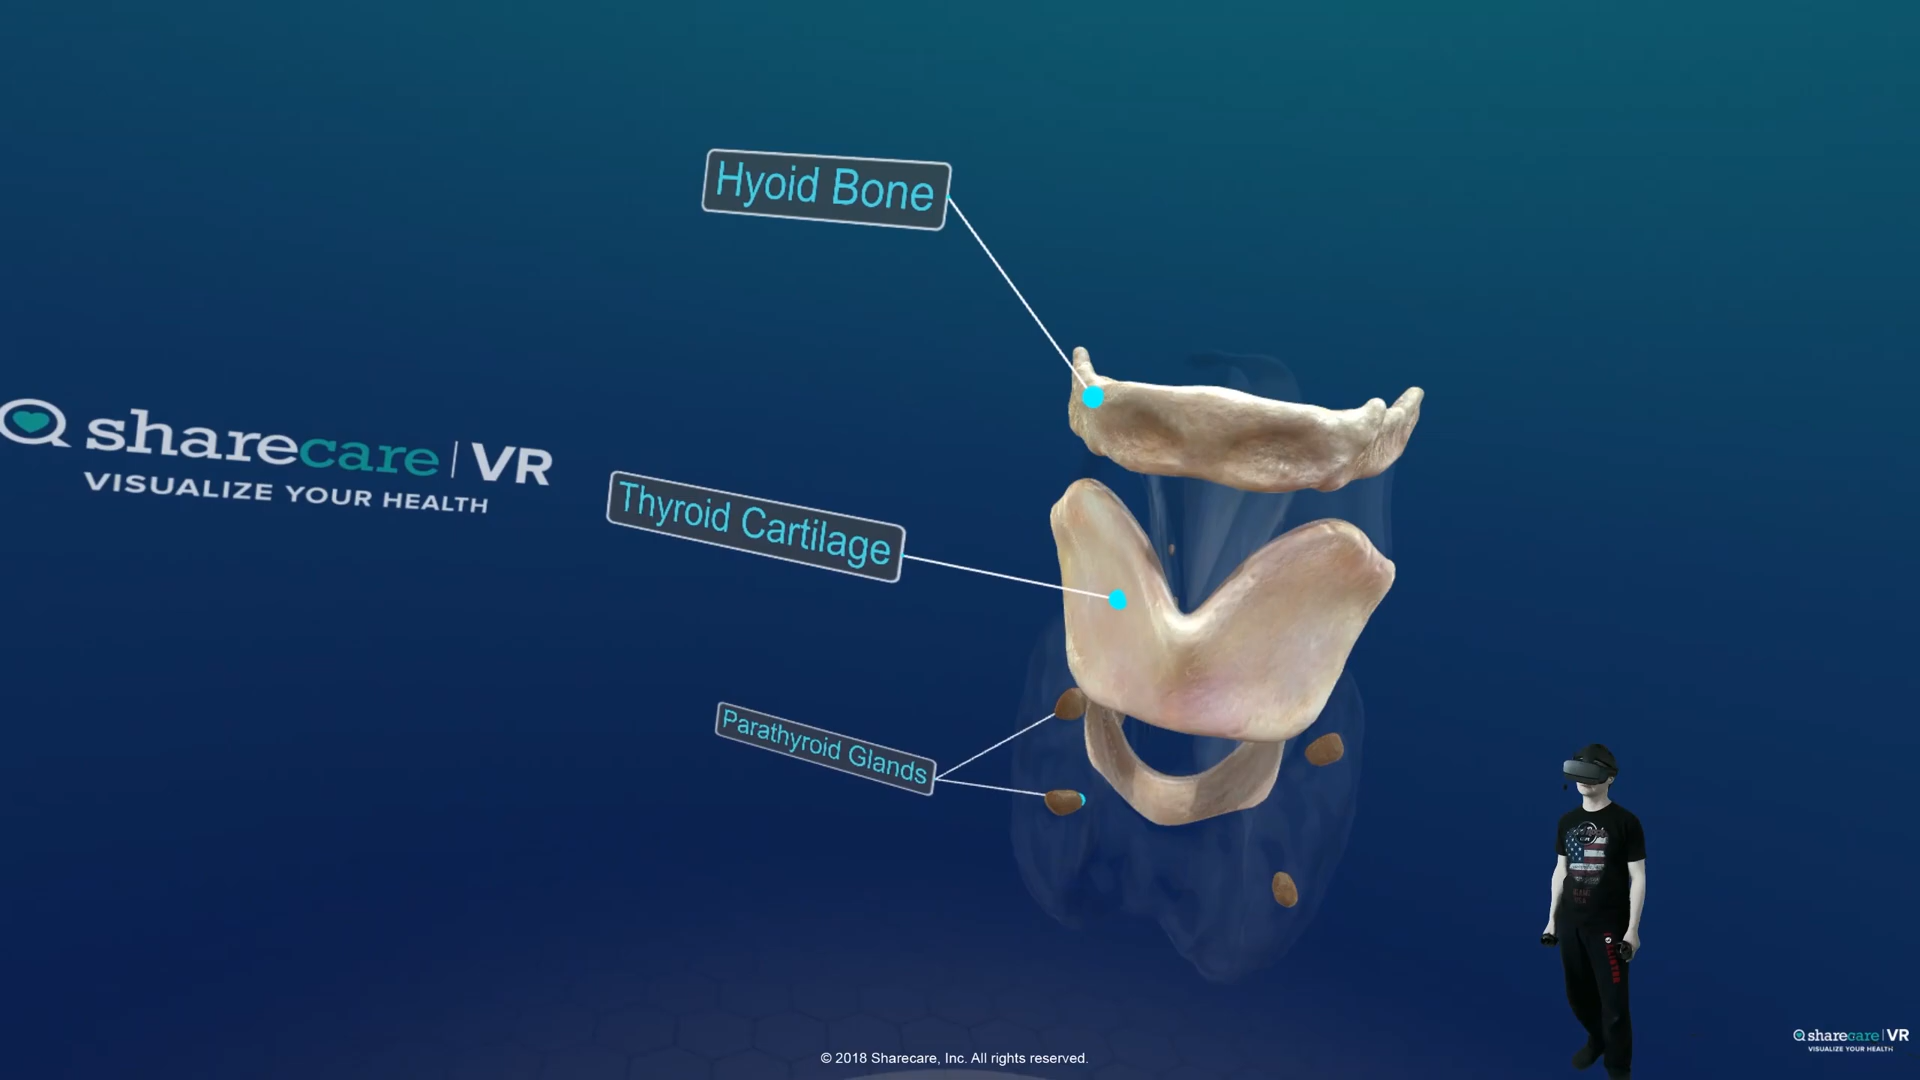 Hyoid Bone
sharecare | VR
VISUALIZE YOUR HEALTH
Thyroid Cartilage
Parathyroid Glands
sharecare | VR
VISUALIZE YOUR HEALTH
© 2018 Sharecare, Inc. All rights reserved.